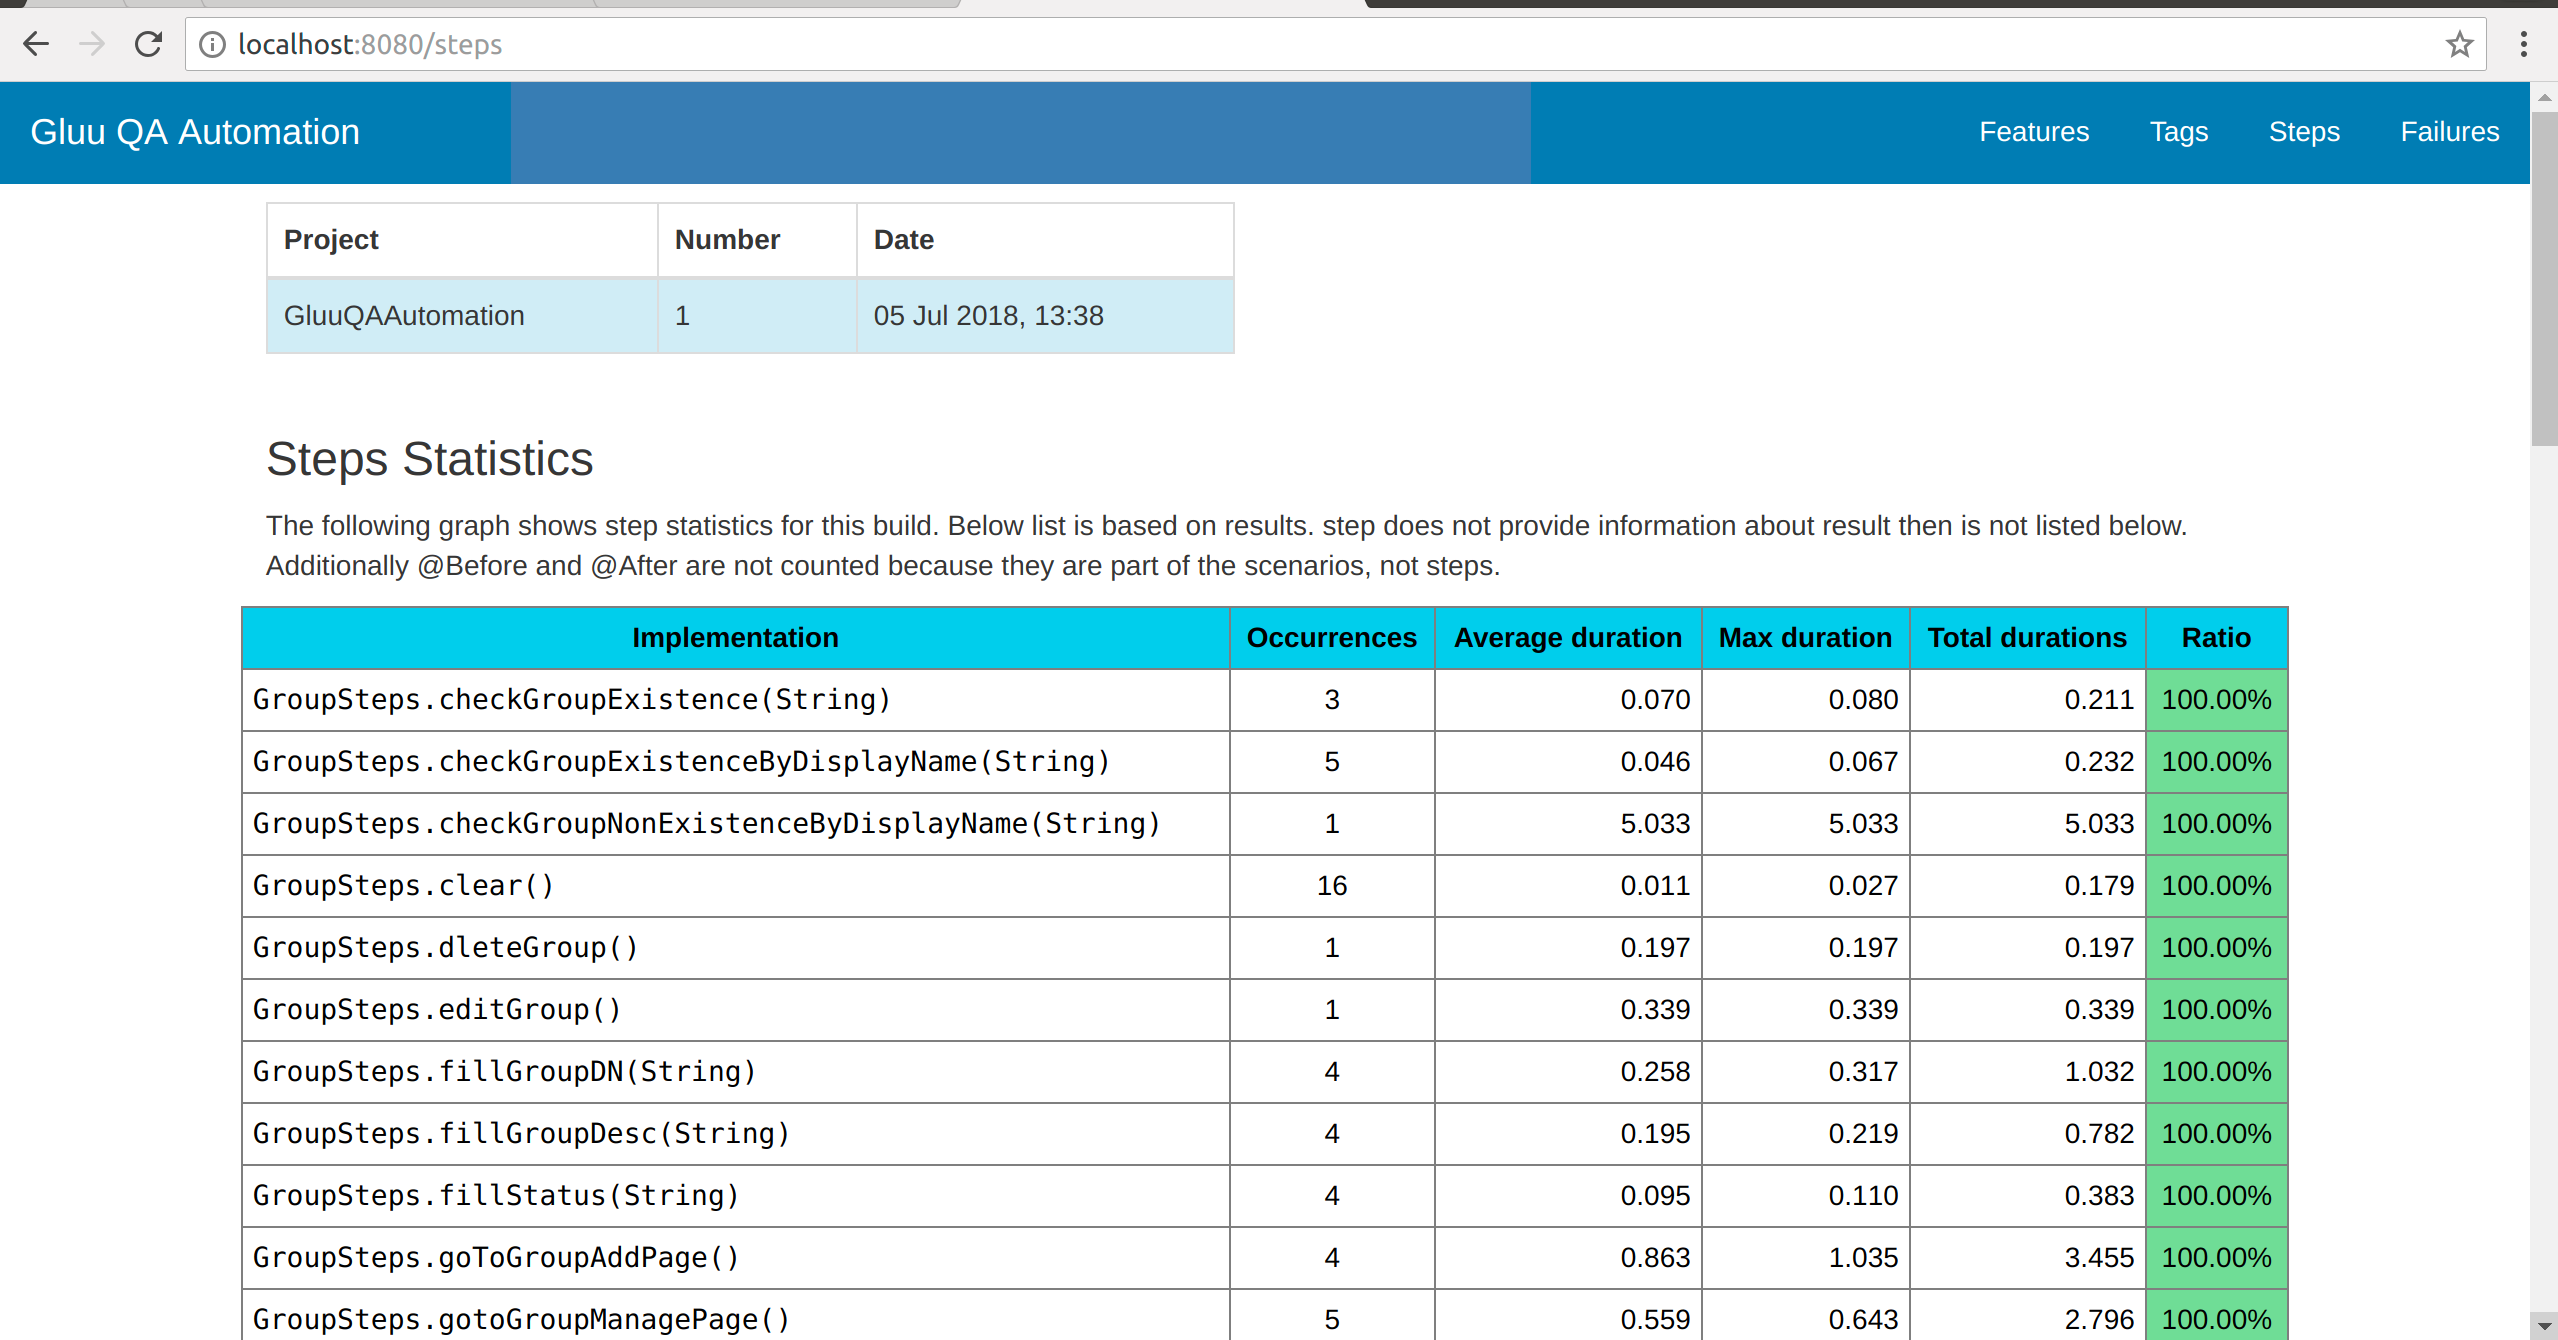 localhost:8080/steps
Gluu QA Automation Features Tags Steps Failures
Project Number Date
GluuQAAutomation 1 05 Jul 2018, 13:38
Steps Statistics
The following graph shows step statistics for this build. Below list is based on results. step does not provide information about result then is not listed below.
Additionally @Before and @After are not counted because they are part of the scenarios, not steps.
Implementation Occurrences Average duration Max duration Total durations Ratio
GroupSteps.checkGroupExistence(String) 3 0.070 0.080 0.211 100.00%
GroupSteps.checkGroupExistenceByDisplayName(String) 5 0.046 0.067 0.232 100.00%
GroupSteps.checkGroupNonExistenceByDisplayName(String) 1 5.033 5.033 5.033 100.00%
GroupSteps.clear() 16 0.011 0.027 0.179 100.00%
GroupSteps.dleteGroup() 1 0.197 0.197 0.197 100.00%
GroupSteps.editGroup() 1 0.339 0.339 0.339 100.00%
GroupSteps.fillGroupDN(String) 4 0.258 0.317 1.032 100.00%
GroupSteps.fillGroupDesc(String) 4 0.195 0.219 0.782 100.00%
GroupSteps.fillStatus(String) 4 0.095 0.110 0.383 100.00%
GroupSteps.goToGroupAddPage() 4 0.863 1.035 3.455 100.00%
GroupSteps.gotoGroupManagePage() 5 0.559 0.643 2.796 100.00%